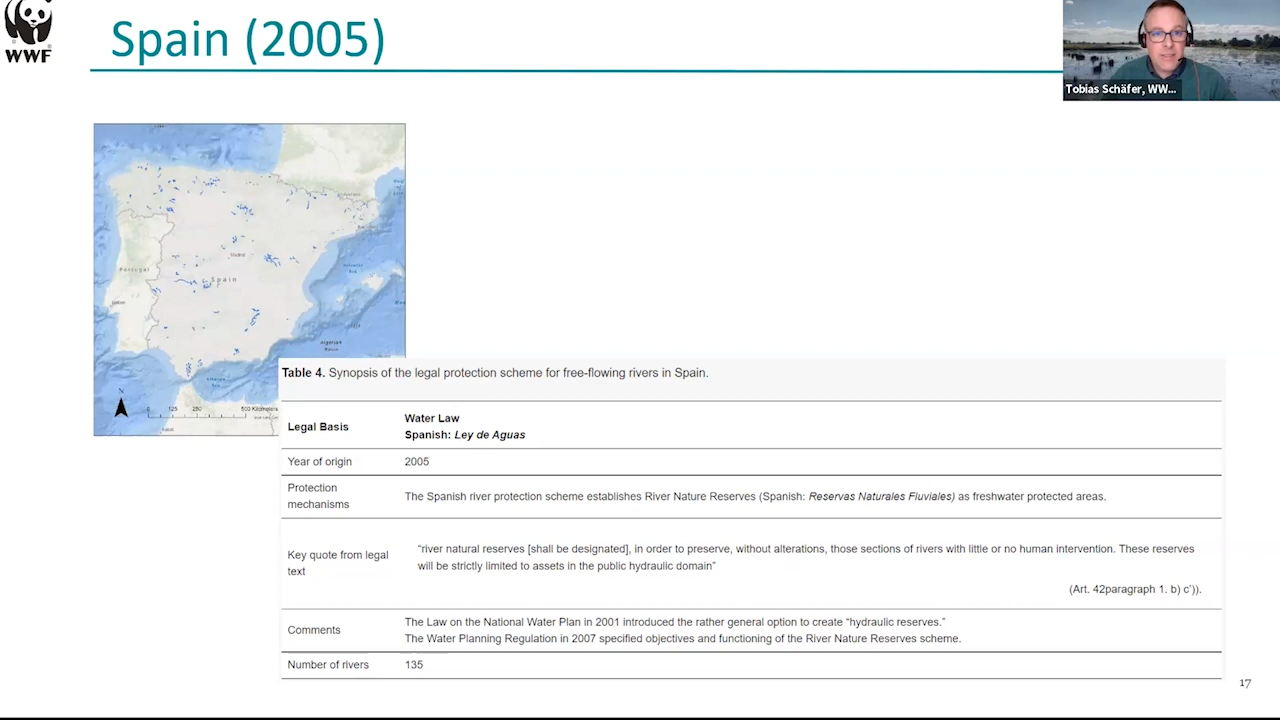 WWF
Spain (2005)
Tobias Schäfer, WW...
Portugal
Madrid
Spain
N
0 125 250 500 Kilometers
Table 4. Synopsis of the legal protection scheme for free-flowing rivers in Spain.
Legal Basis
Water Law
Spanish: Ley de Aguas
Year of origin
2005
Protection
mechanisms
The Spanish river protection scheme establishes River Nature Reserves (Spanish: Reservas Naturales Fluviales) as freshwater protected areas.
Key quote from legal
text
“river natural reserves [shall be designated], in order to preserve, without alterations, those sections of rivers with little or no human intervention. These reserves
will be strictly limited to assets in the public hydraulic domain”
(Art. 42paragraph 1. b) c’)).
Comments
The Law on the National Water Plan in 2001 introduced the rather general option to create “hydraulic reserves.”
The Water Planning Regulation in 2007 specified objectives and functioning of the River Nature Reserves scheme.
Number of rivers
135
17